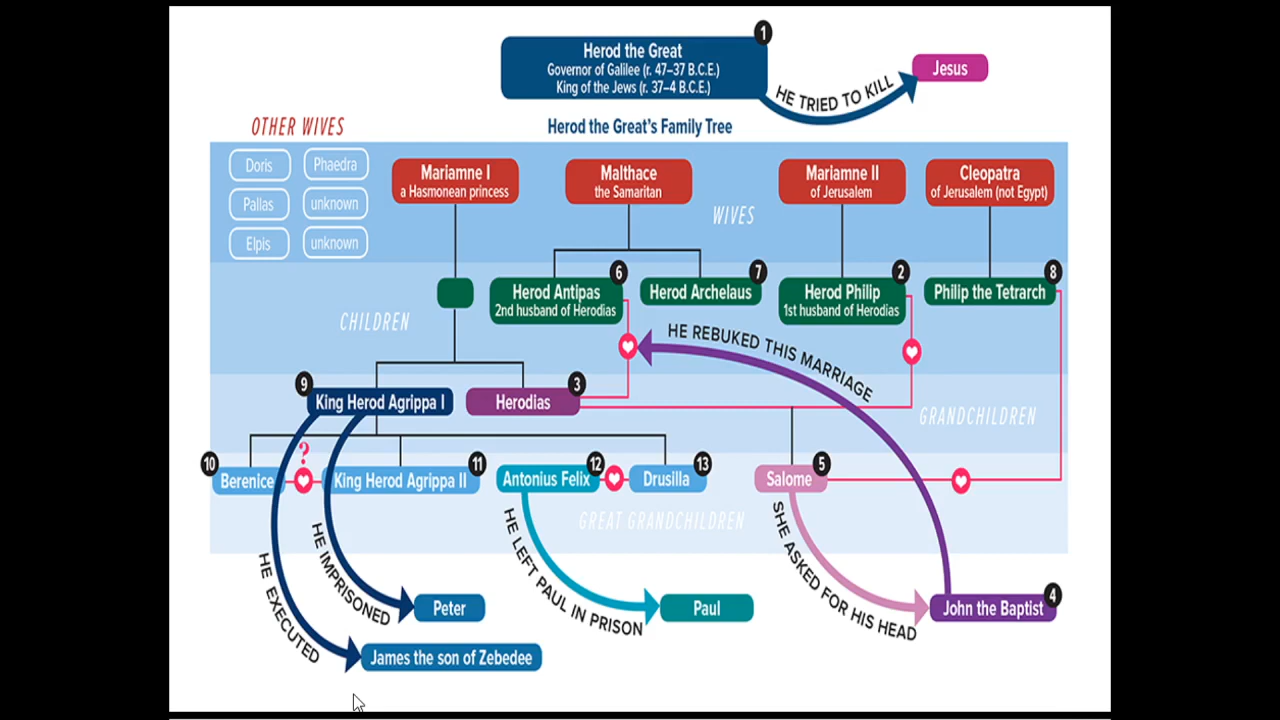 1
Herod the Great
Governor of Galilee (r. 47–37 B.C.E.)
King of the Jews (r. 37–4 B.C.E.)
HE TRIED TO KILL
Jesus
Herod the Great's Family Tree
OTHER WIVES
Doris
Phaedra
Pallas
unknown
Elpis
unknown
Mariamne I
a Hasmonean princess
Malthace
the Samaritan
Mariamne II
of Jerusalem
Cleopatra
of Jerusalem (not Egypt)
WIVES
6
Herod Antipas
2nd husband of Herodias
7
Herod Archelaus
2
Herod Philip
1st husband of Herodias
8
Philip the Tetrarch
CHILDREN
HE REBUKED THIS MARRIAGE
9
King Herod Agrippa I
3
Herodias
GRANDCHILDREN
10
Berenice
?
11
King Herod Agrippa II
12
Antonius Felix
13
Drusilla
5
Salome
GREAT GRANDCHILDREN
HE EXECUTED
HE IMPRISONED
HE LEFT PAUL IN PRISON
SHE ASKED FOR HIS HEAD
Peter
Paul
4
John the Baptist
James the son of Zebedee